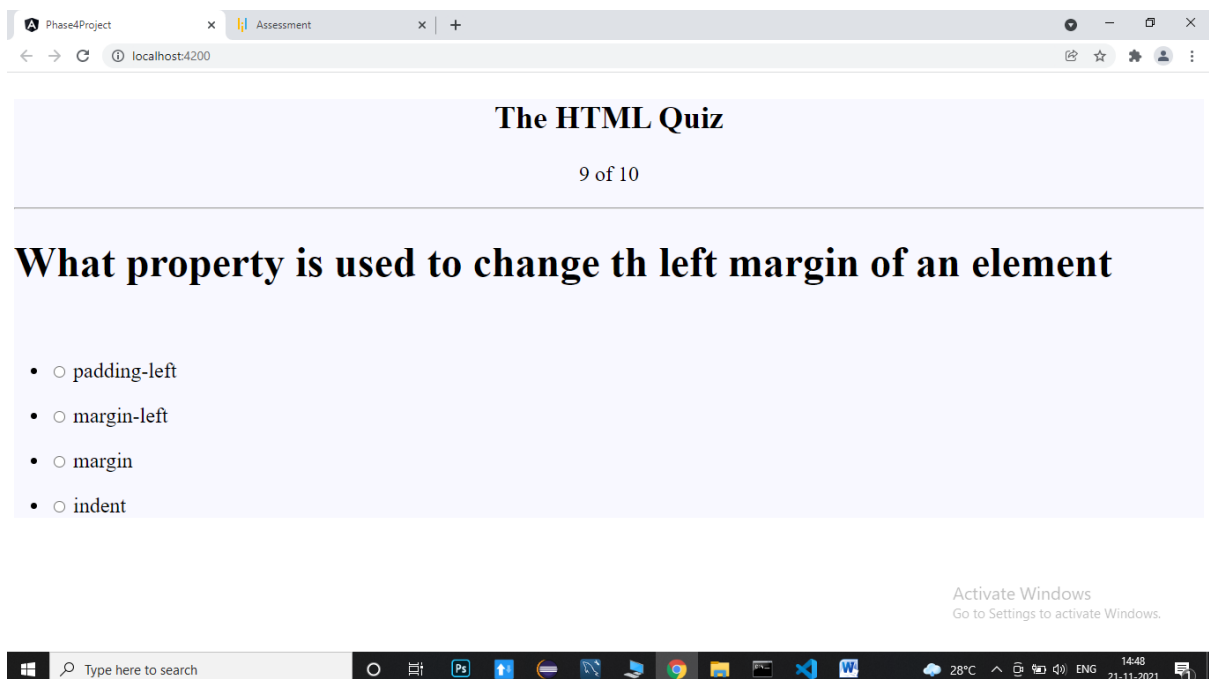 Phase4Project
Assessment
localhost:4200
The HTML Quiz
9 of 10
What property is used to change th left margin of an element
padding-left
margin-left
margin
indent
Activate Windows
Go to Settings to activate Windows.
Type here to search
Ps
W
28°C
ENG
14:48
21-11-2021
1